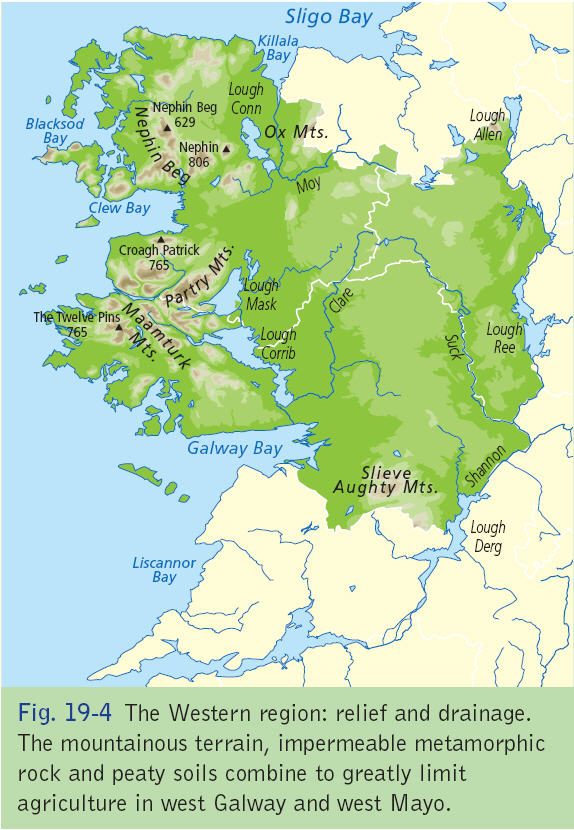 Sligo Bay
Killala
Bay
Lough
Conn
Nephin Beg
629
Ox Mts.
Lough
Allen
Blacksod
Bay
Nephin Beg
Nephin
806
Moy
Clew Bay
Croagh Patrick
765
Partry Mts.
Lough
Mask
Clare
The Twelve Pins
765
Maamturk
Mts.
Lough
Corrib
Suck
Lough
Ree
Galway Bay
Slieve
Aughty Mts.
Shannon
Lough
Derg
Liscannor
Bay
Fig. 19-4 The Western region: relief and drainage.
The mountainous terrain, impermeable metamorphic
rock and peaty soils combine to greatly limit
agriculture in west Galway and west Mayo.